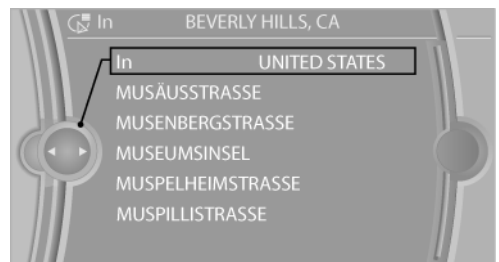 In BEVERLY HILLS, CA
In UNITED STATES
MUSÄUSSTRASSE
MUSENBERGSTRASSE
MUSEUMSINSEL
MUSPELHEIMSTRASSE
MUSPILLISTRASSE